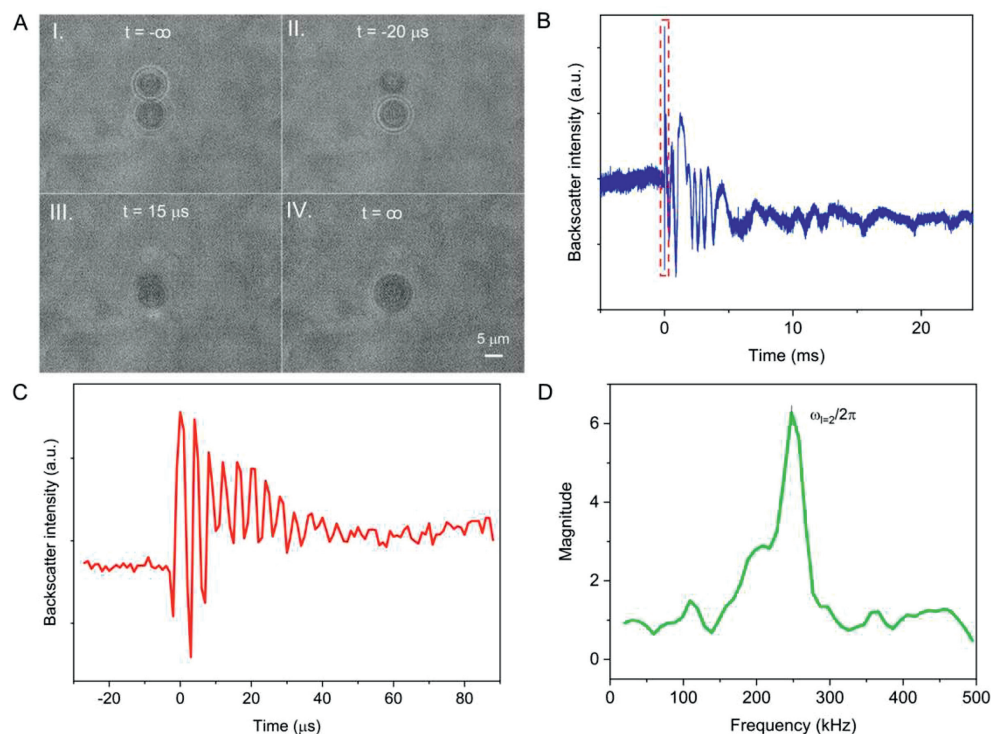 A
I.
t = -∞
II.
t = -20 μs
III.
t = 15 μs
IV.
t = ∞
5 μm
B
Backscatter intensity (a.u.)
0
10
20
Time (ms)
C
Backscatter intensity (a.u.)
-20
0
20
40
60
80
Time (μs)
D
ω_{l=2}/2π
Magnitude
6
4
2
0
0
100
200
300
400
500
Frequency (kHz)